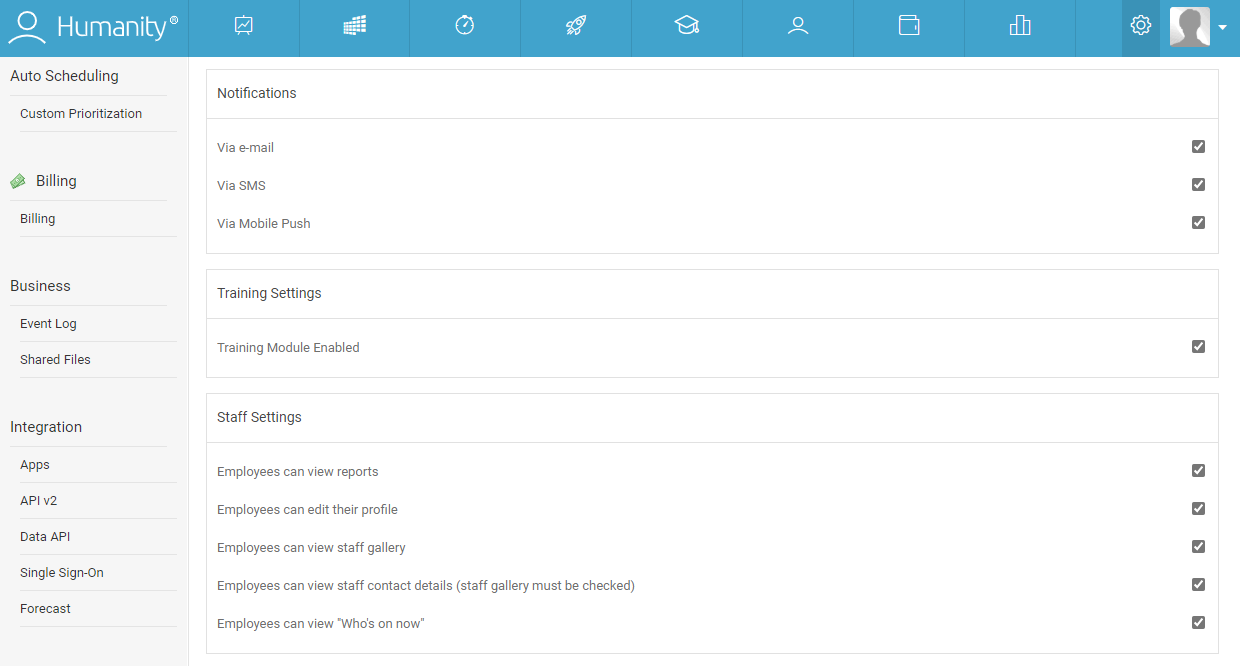 Humanity®
Auto Scheduling
Custom Prioritization
Billing
Billing
Business
Event Log
Shared Files
Integration
Apps
API v2
Data API
Single Sign-On
Forecast
Notifications
Via e-mail
Via SMS
Via Mobile Push
Training Settings
Training Module Enabled
Staff Settings
Employees can view reports
Employees can edit their profile
Employees can view staff gallery
Employees can view staff contact details (staff gallery must be checked)
Employees can view "Who's on now"